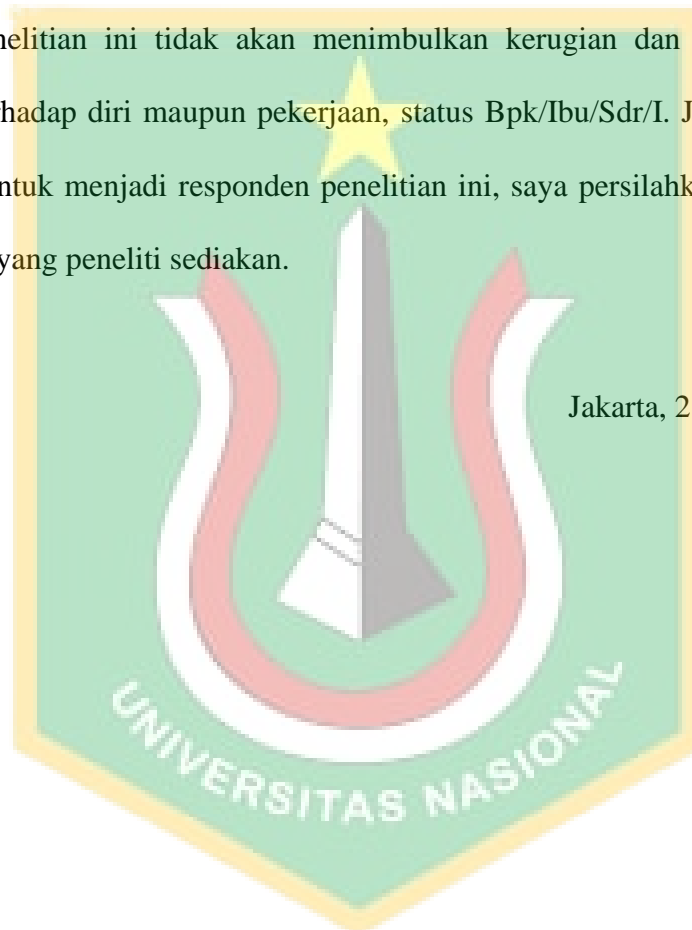 nelitian ini tidak akan menimbulkan kerugian dan
rhadap diri maupun pekerjaan, status Bpk/Ibu/Sdr/I. J
ntuk menjadi responden penelitian ini, saya persilahk
yang peneliti sediakan.
Jakarta, 2
UNIVERSITAS NASIONAL